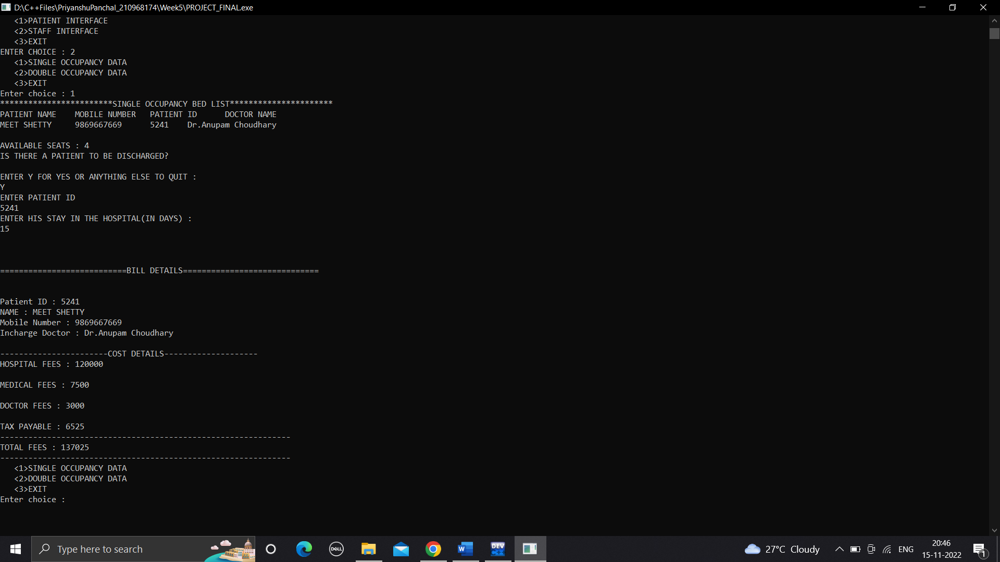 D:\C++Files\PriyanshuPanchal_210968174\Week5\PROJECT_FINAL.exe
<1>PATIENT INTERFACE
<2>STAFF INTERFACE
<3>EXIT
ENTER CHOICE : 2
<1>SINGLE OCCUPANCY DATA
<2>DOUBLE OCCUPANCY DATA
<3>EXIT
Enter choice : 1
************************SINGLE OCCUPANCY BED LIST**********************
PATIENT NAME    MOBILE NUMBER   PATIENT ID      DOCTOR NAME
MEET SHETTY     9869667669      5241    Dr.Anupam Choudhary
AVAILABLE SEATS : 4
IS THERE A PATIENT TO BE DISCHARGED?
ENTER Y FOR YES OR ANYTHING ELSE TO QUIT :
Y
ENTER PATIENT ID
5241
ENTER HIS STAY IN THE HOSPITAL(IN DAYS) :
15
===========================BILL DETAILS=============================
Patient ID : 5241
NAME : MEET SHETTY
Mobile Number : 9869667669
Incharge Doctor : Dr.Anupam Choudhary
-----------------------COST DETAILS--------------------
HOSPITAL FEES : 120000
MEDICAL FEES : 7500
DOCTOR FEES : 3000
TAX PAYABLE : 6525
--------------------------------------------------------------
TOTAL FEES : 137025
--------------------------------------------------------------
<1>SINGLE OCCUPANCY DATA
<2>DOUBLE OCCUPANCY DATA
<3>EXIT
Enter choice :
Type here to search
DELL
W
DEV C++
27°C Cloudy
ENG
20:46
15-11-2022
1